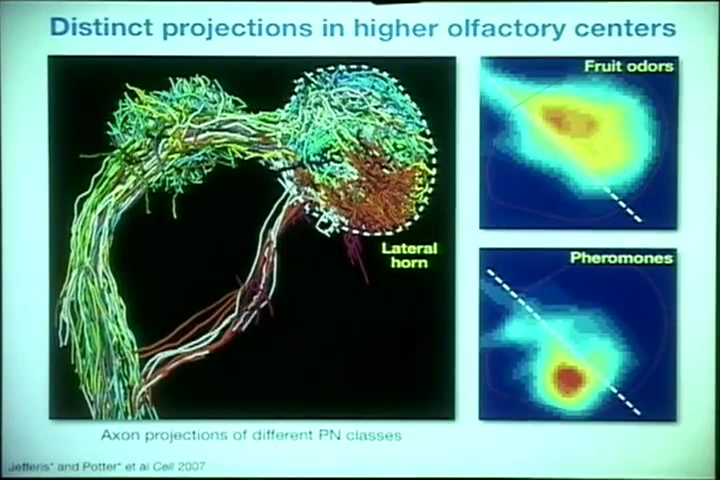 Distinct projections in higher olfactory centers
Fruit odors
Lateral
horn
Pheromones
Axon projections of different PN classes
Jefferis* and Potter* et al Cell 2007